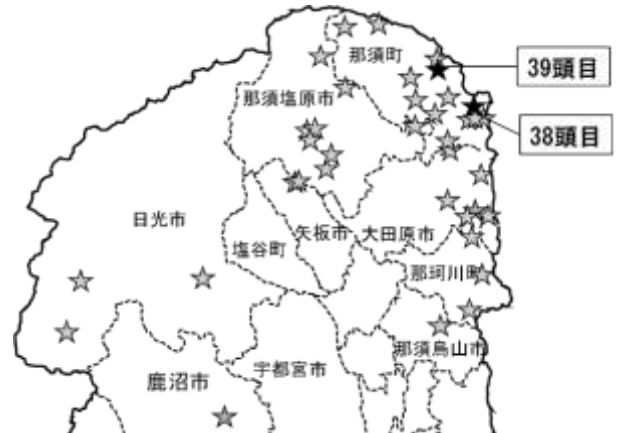 那須町
39頭目
那須塩原市
38頭目
日光市
矢板市
大田原市
塩谷町
那珂川町
那須烏山市
宇都宮市
鹿沼市